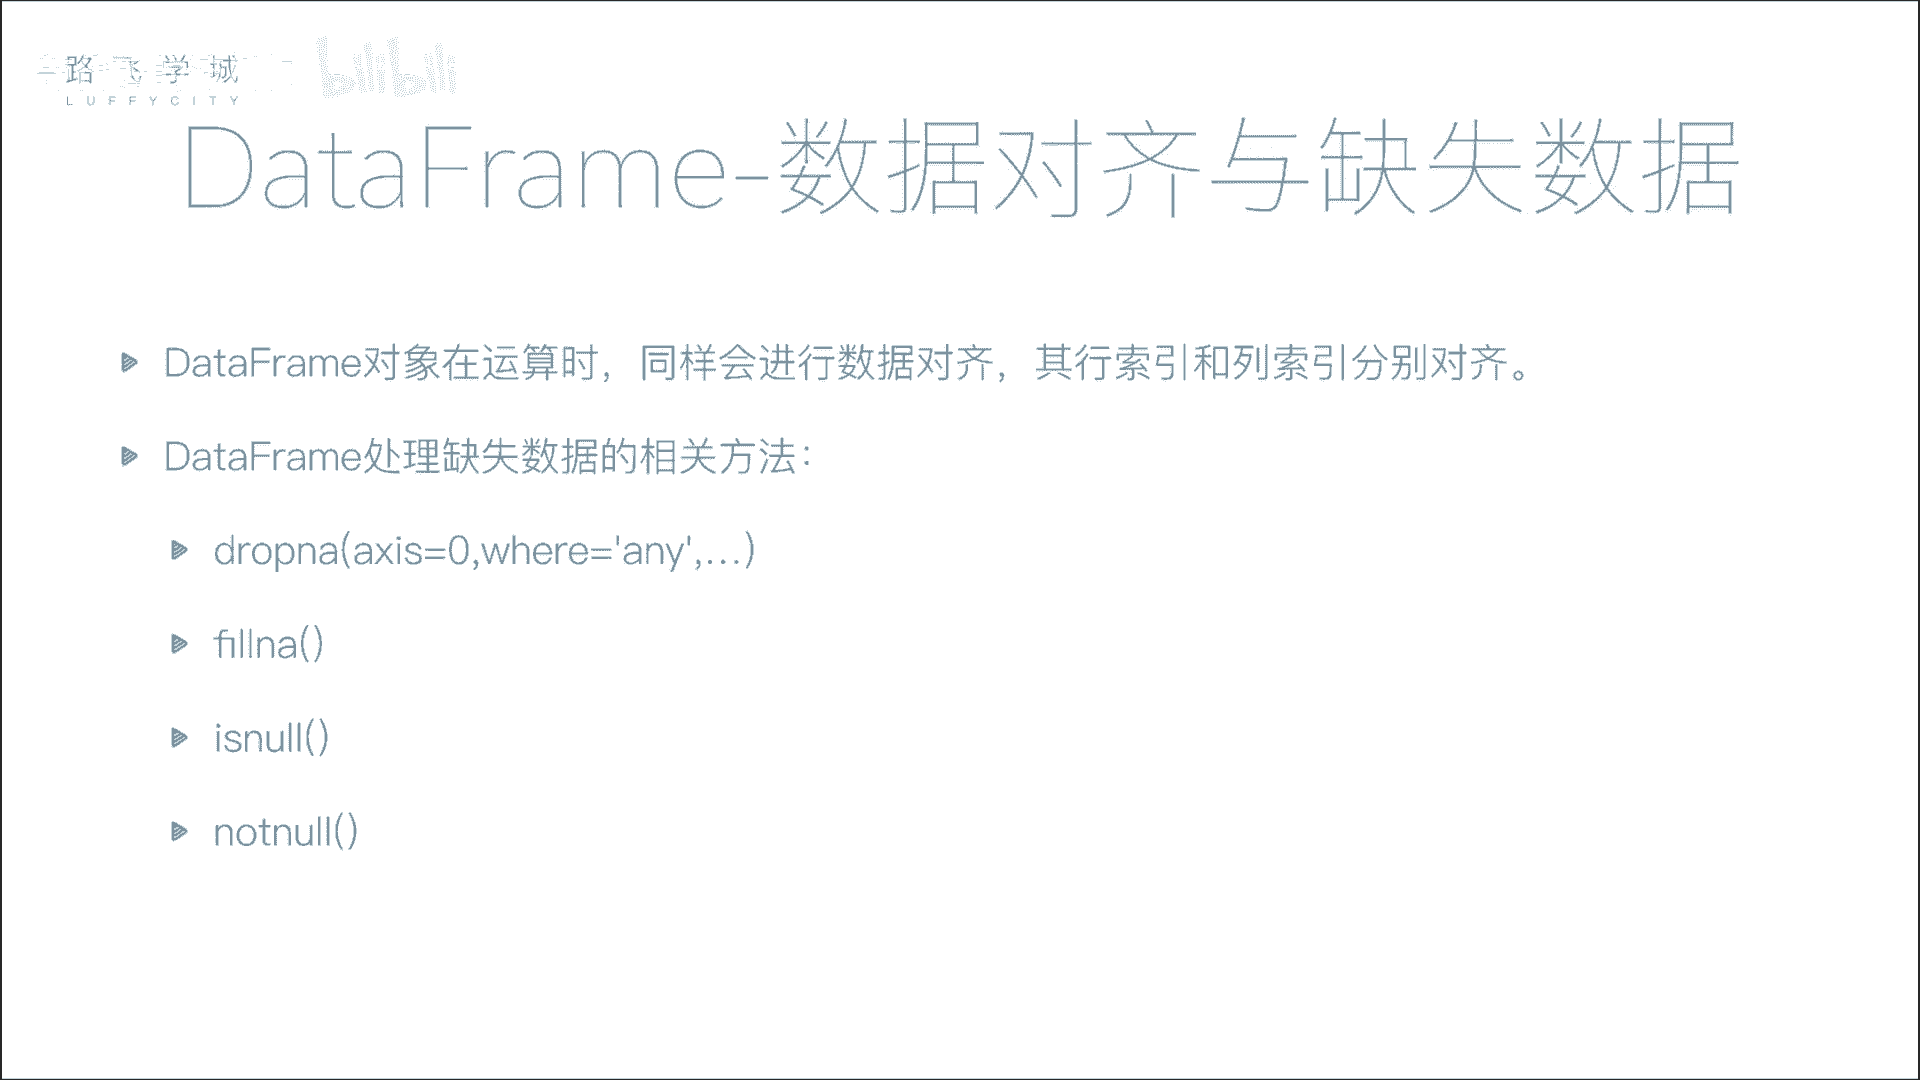 路飞学城
LUFFYCITY
bilibili
DataFrame-数据对齐与缺失数据
DataFrame对象在运算时，同样会进行数据对齐，其行索引和列索引分别对齐。
DataFrame处理缺失数据的相关方法：
dropna(axis=0,where='any',…)
fillna()
isnull()
notnull()